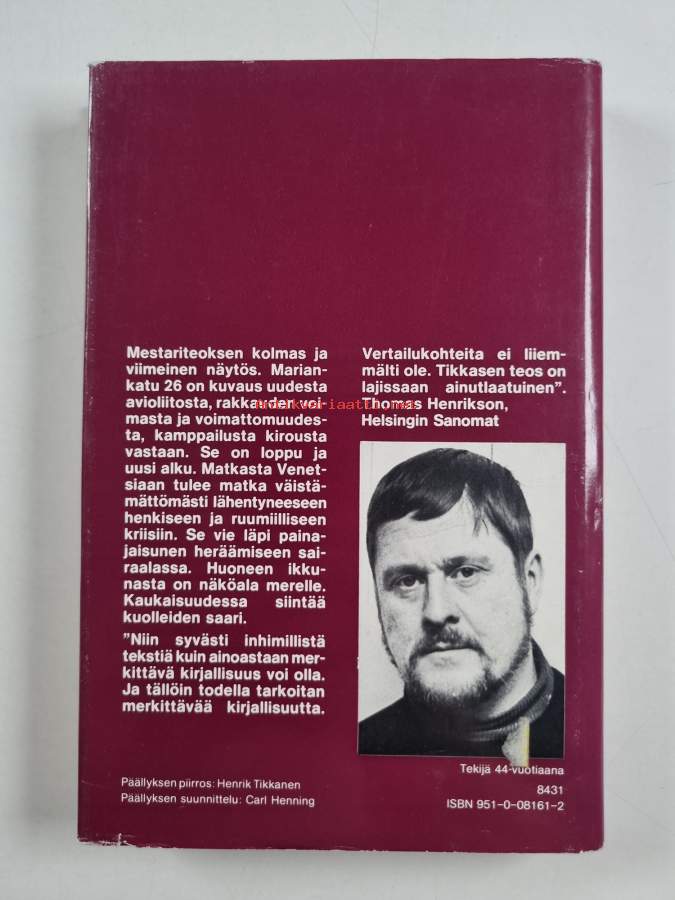 Mestariteoksen kolmas ja
viimeinen näytös. Marian-
katu 26 on kuvaus uudesta
avioliitosta, rakkauden voi-
masta ja voimattomuudes-
ta, kamppailusta kirousta
vastaan. Se on loppu ja
uusi alku. Matkasta Venet-
siaan tulee matka väistä-
mättömästi lähentyneeseen
henkiseen ja ruumiilliseen
kriisiin. Se vie läpi paina-
jaisunen heräämiseen sai-
raalassa. Huoneen ikku-
nasta on näköala merelle.
Kaukaisuudessa siintää
kuolleiden saari.
"Niin syvästi inhimillistä
tekstiä kuin ainoastaan mer-
kittävä kirjallisuus voi olla.
Ja tällöin todella tarkoitan
merkittävää kirjallisuutta.
Vertailukohteita ei liiem-
mälti ole. Tikkasen teos on
lajissaan ainutlaatuinen".
Thomas Henrikson,
Helsingin Sanomat
Antikvariaatti.net
Tekijä 44-vuotiaana
8431
ISBN 951-0-08161-2
Päällyksen piirros: Henrik Tikkanen
Päällyksen suunnittelu: Carl Henning